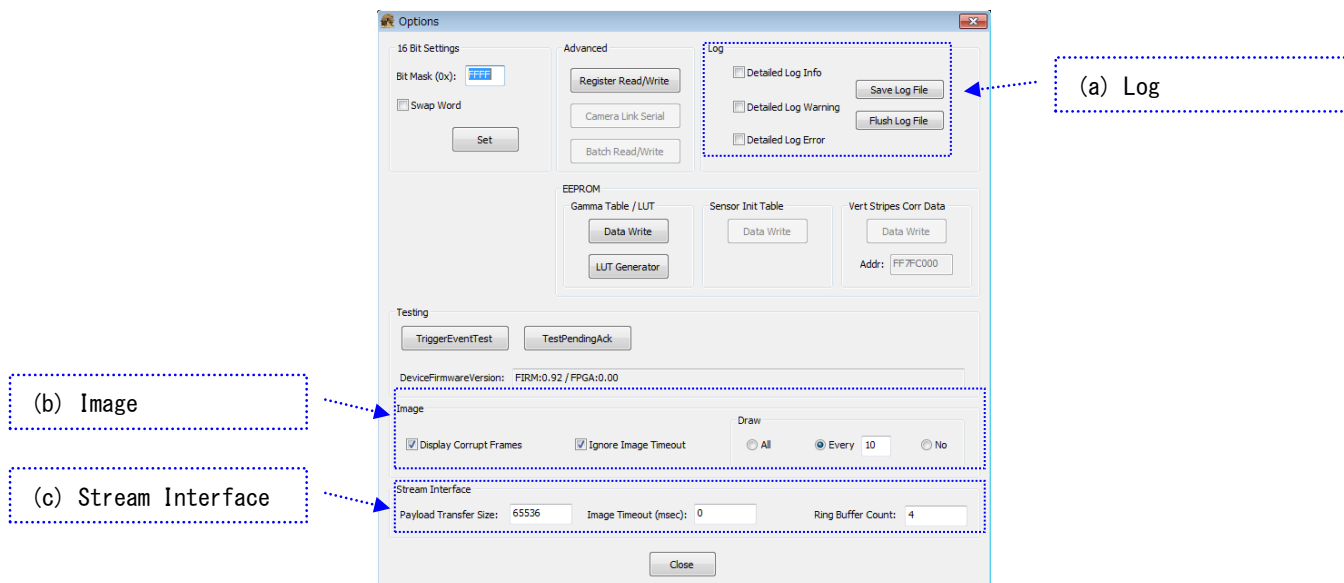 Options
16 Bit Settings
Bit Mask (0x): FFFF
Swap Word
Set
Advanced
Register Read/Write
Camera Link Serial
Batch Read/Write
Log
Detailed Log Info
Detailed Log Warning
Detailed Log Error
Save Log File
Flush Log File
(a) Log
EEPROM
Gamma Table / LUT
Data Write
LUT Generator
Sensor Init Table
Data Write
Vert Stripes Corr Data
Data Write
Addr: FF7FC000
Testing
TriggerEventTest
TestPendingAck
DeviceFirmwareVersion: FIRM:0.92 / FPGA:0.00
(b) Image
Image
Display Corrupt Frames
Ignore Image Timeout
Draw
All
Every 10
No
(c) Stream Interface
Stream Interface
Payload Transfer Size: 65536
Image Timeout (msec): 0
Ring Buffer Count: 4
Close